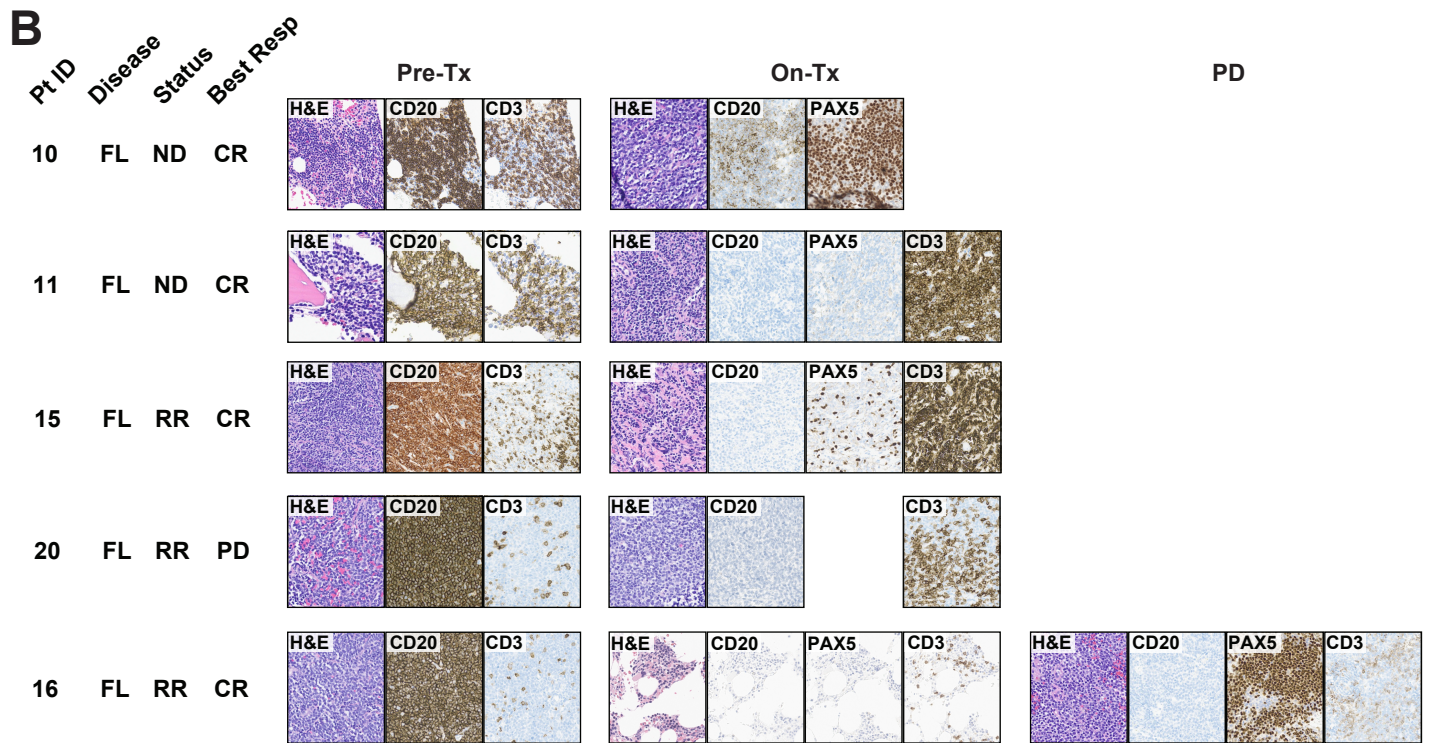 B
Pt ID Disease Status Best Resp
Pre-Tx On-Tx PD
H&E CD20 CD3 H&E CD20 PAX5
10 FL ND CR
H&E CD20 CD3 H&E CD20 PAX5 CD3
11 FL ND CR
H&E CD20 CD3 H&E CD20 PAX5 CD3
15 FL RR CR
H&E CD20 CD3 H&E CD20 CD3
20 FL RR PD
H&E CD20 CD3 H&E CD20 PAX5 CD3 H&E CD20 PAX5 CD3
16 FL RR CR